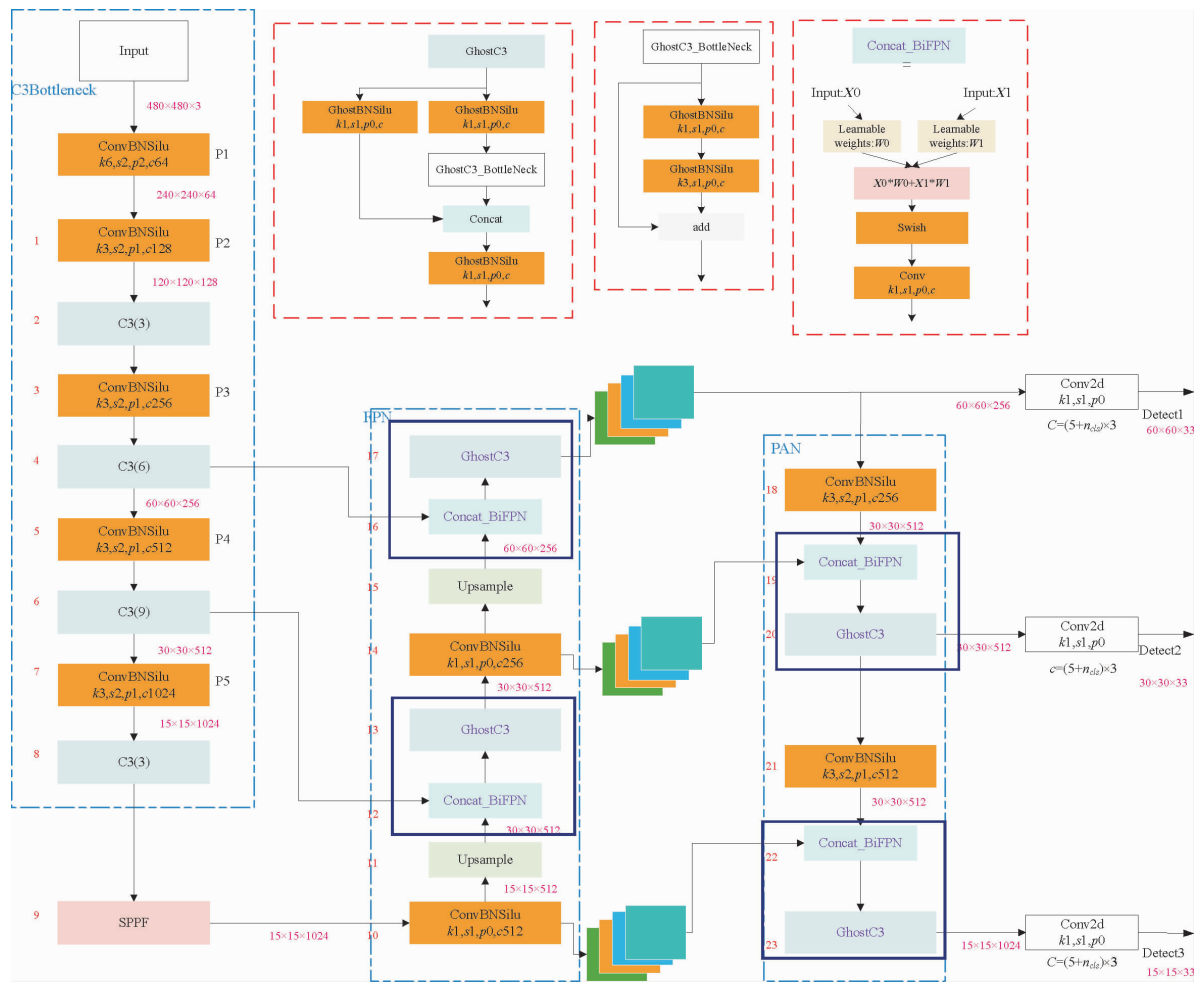 Input
C3Bottleneck
480×480×3
ConvBNSilu
k6,s2,p2,c64
P1
240×240×64
1
ConvBNSilu
k3,s2,p1,c128
P2
120×120×128
2
C3(3)
3
ConvBNSilu
k3,s2,p1,c256
P3
4
C3(6)
60×60×256
5
ConvBNSilu
k3,s2,p1,c512
P4
6
C3(9)
30×30×512
7
ConvBNSilu
k3,s2,p1,c1024
P5
15×15×1024
8
C3(3)
9
SPPF
15×15×1024
GhostC3
GhostBNSilu
k1,s1,p0,c
GhostBNSilu
k1,s1,p0,c
GhostC3_BottleNeck
Concat
GhostBNSilu
k1,s1,p0,c
GhostC3_BottleNeck
GhostBNSilu
k1,s1,p0,c
GhostBNSilu
k3,s1,p0,c
add
Concat_BiFPN
=
Input:X0
Input:X1
Learnable
weights:W0
Learnable
weights:W1
X0*W0+X1*W1
Swish
Conv
k1,s1,p0,c
FPN
17
GhostC3
16
Concat_BiFPN
60×60×256
15
Upsample
14
ConvBNSilu
k1,s1,p0,c256
30×30×512
13
GhostC3
12
Concat_BiFPN
30×30×512
11
Upsample
15×15×512
10
ConvBNSilu
k1,s1,p0,c512
PAN
18
ConvBNSilu
k3,s2,p1,c256
30×30×512
19
Concat_BiFPN
20
GhostC3
30×30×512
21
ConvBNSilu
k3,s2,p1,c512
30×30×512
22
Concat_BiFPN
23
GhostC3
15×15×1024
60×60×256
Conv2d
k1,s1,p0
C=(5+ncls)×3
Detect1
60×60×33
Conv2d
k1,s1,p0
c=(5+ncls)×3
Detect2
30×30×33
Conv2d
k1,s1,p0
C=(5+ncls)×3
Detect3
15×15×33